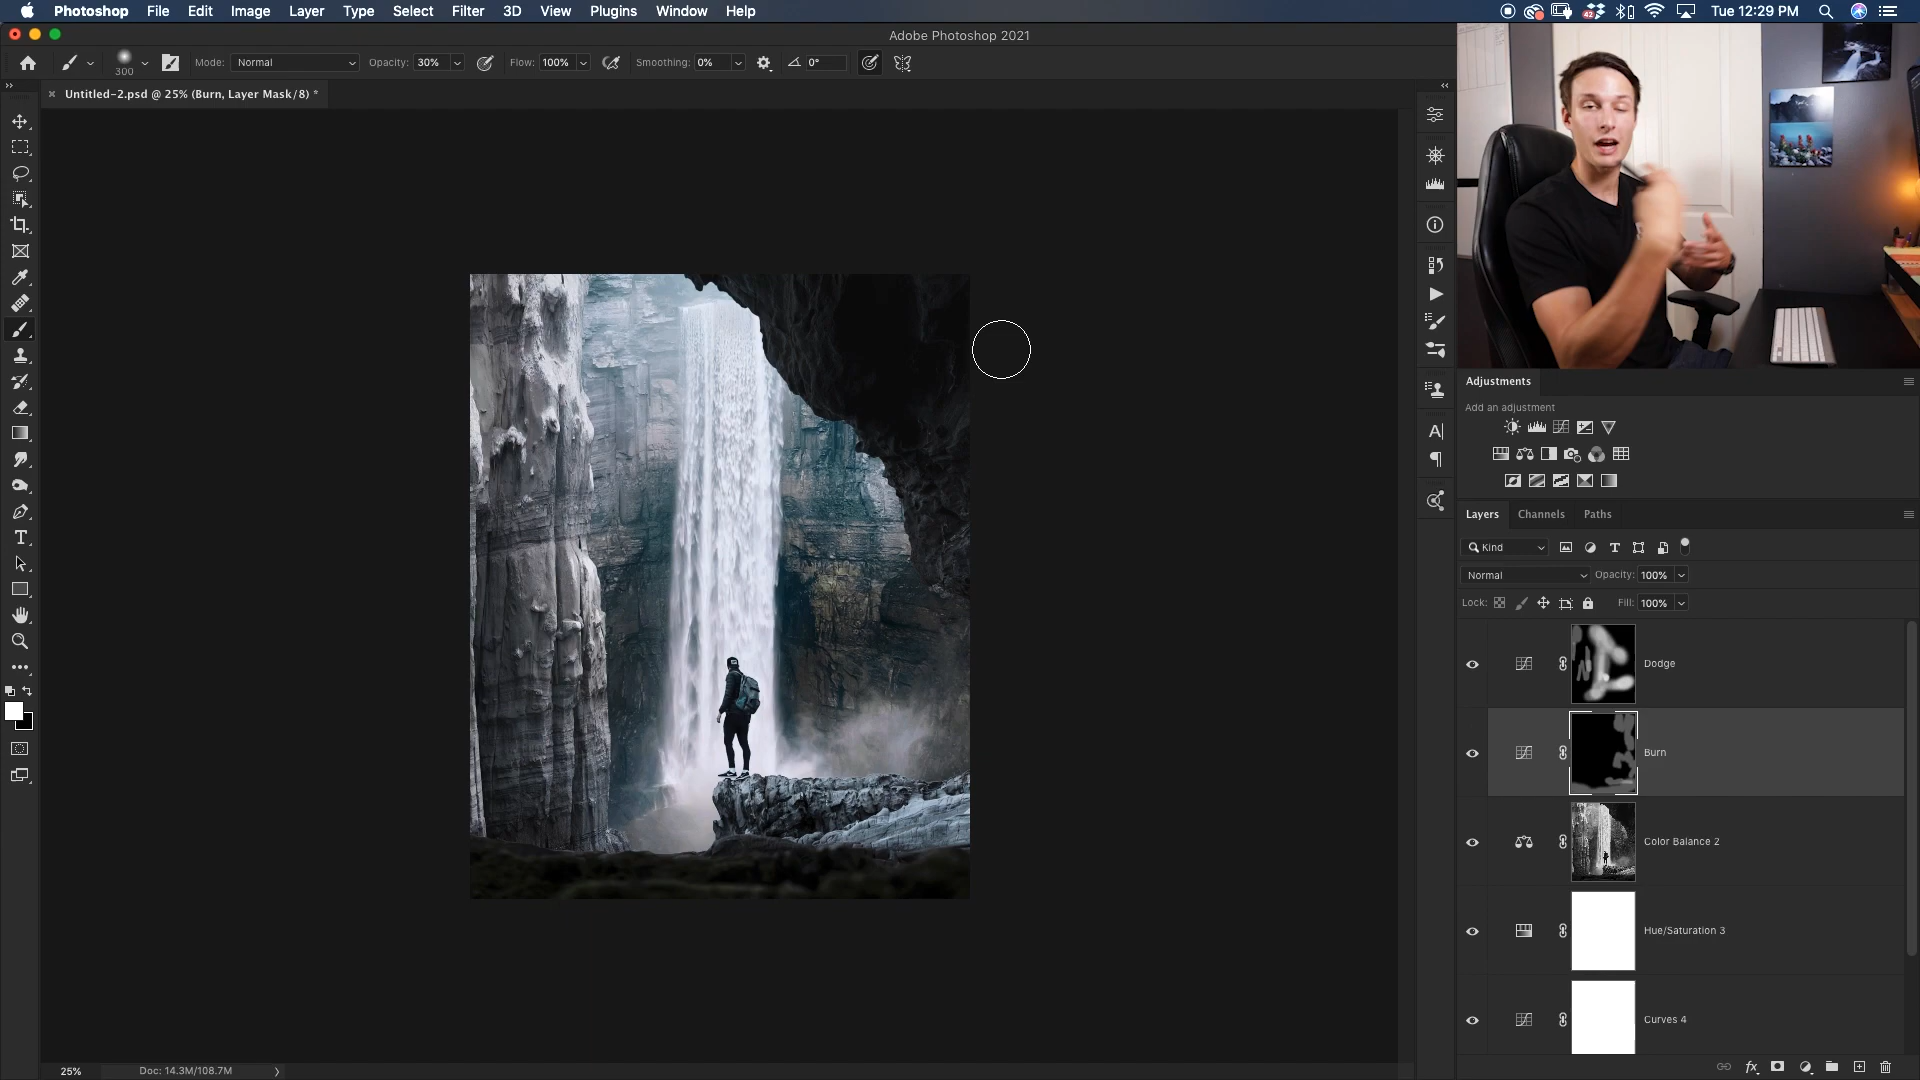 Photoshop File Edit Image Layer Type Select Filter 3D View Plugins Window Help
42
Tue 12:29 PM
Adobe Photoshop 2021
300
Mode: Normal Opacity: 30% Flow: 100% Smoothing: 0% 0°
Untitled-2.psd @ 25% (Burn, Layer Mask/8) *
Adjustments
Add an adjustment
Layers Channels Paths
Kind
Normal Opacity: 100%
Lock: Fill: 100%
Dodge
Burn
Color Balance 2
Hue/Saturation 3
Curves 4
25% Doc: 14.3M/108.7M